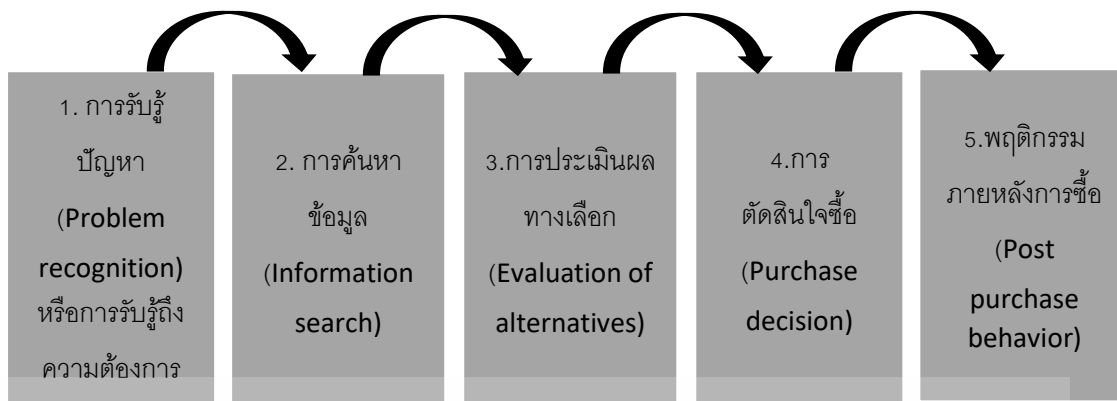 1. การรับรู้
ปัญหา
(Problem
recognition)
หรือการรับรู้ถึง
ความต้องการ
2. การค้นหา
ข้อมูล
(Information
search)
3.การประเมินผล
ทางเลือก
(Evaluation of
alternatives)
4.การ
ตัดสินใจซื้อ
(Purchase
decision)
5.พฤติกรรม
ภายหลังการซื้อ
(Post
purchase
behavior)